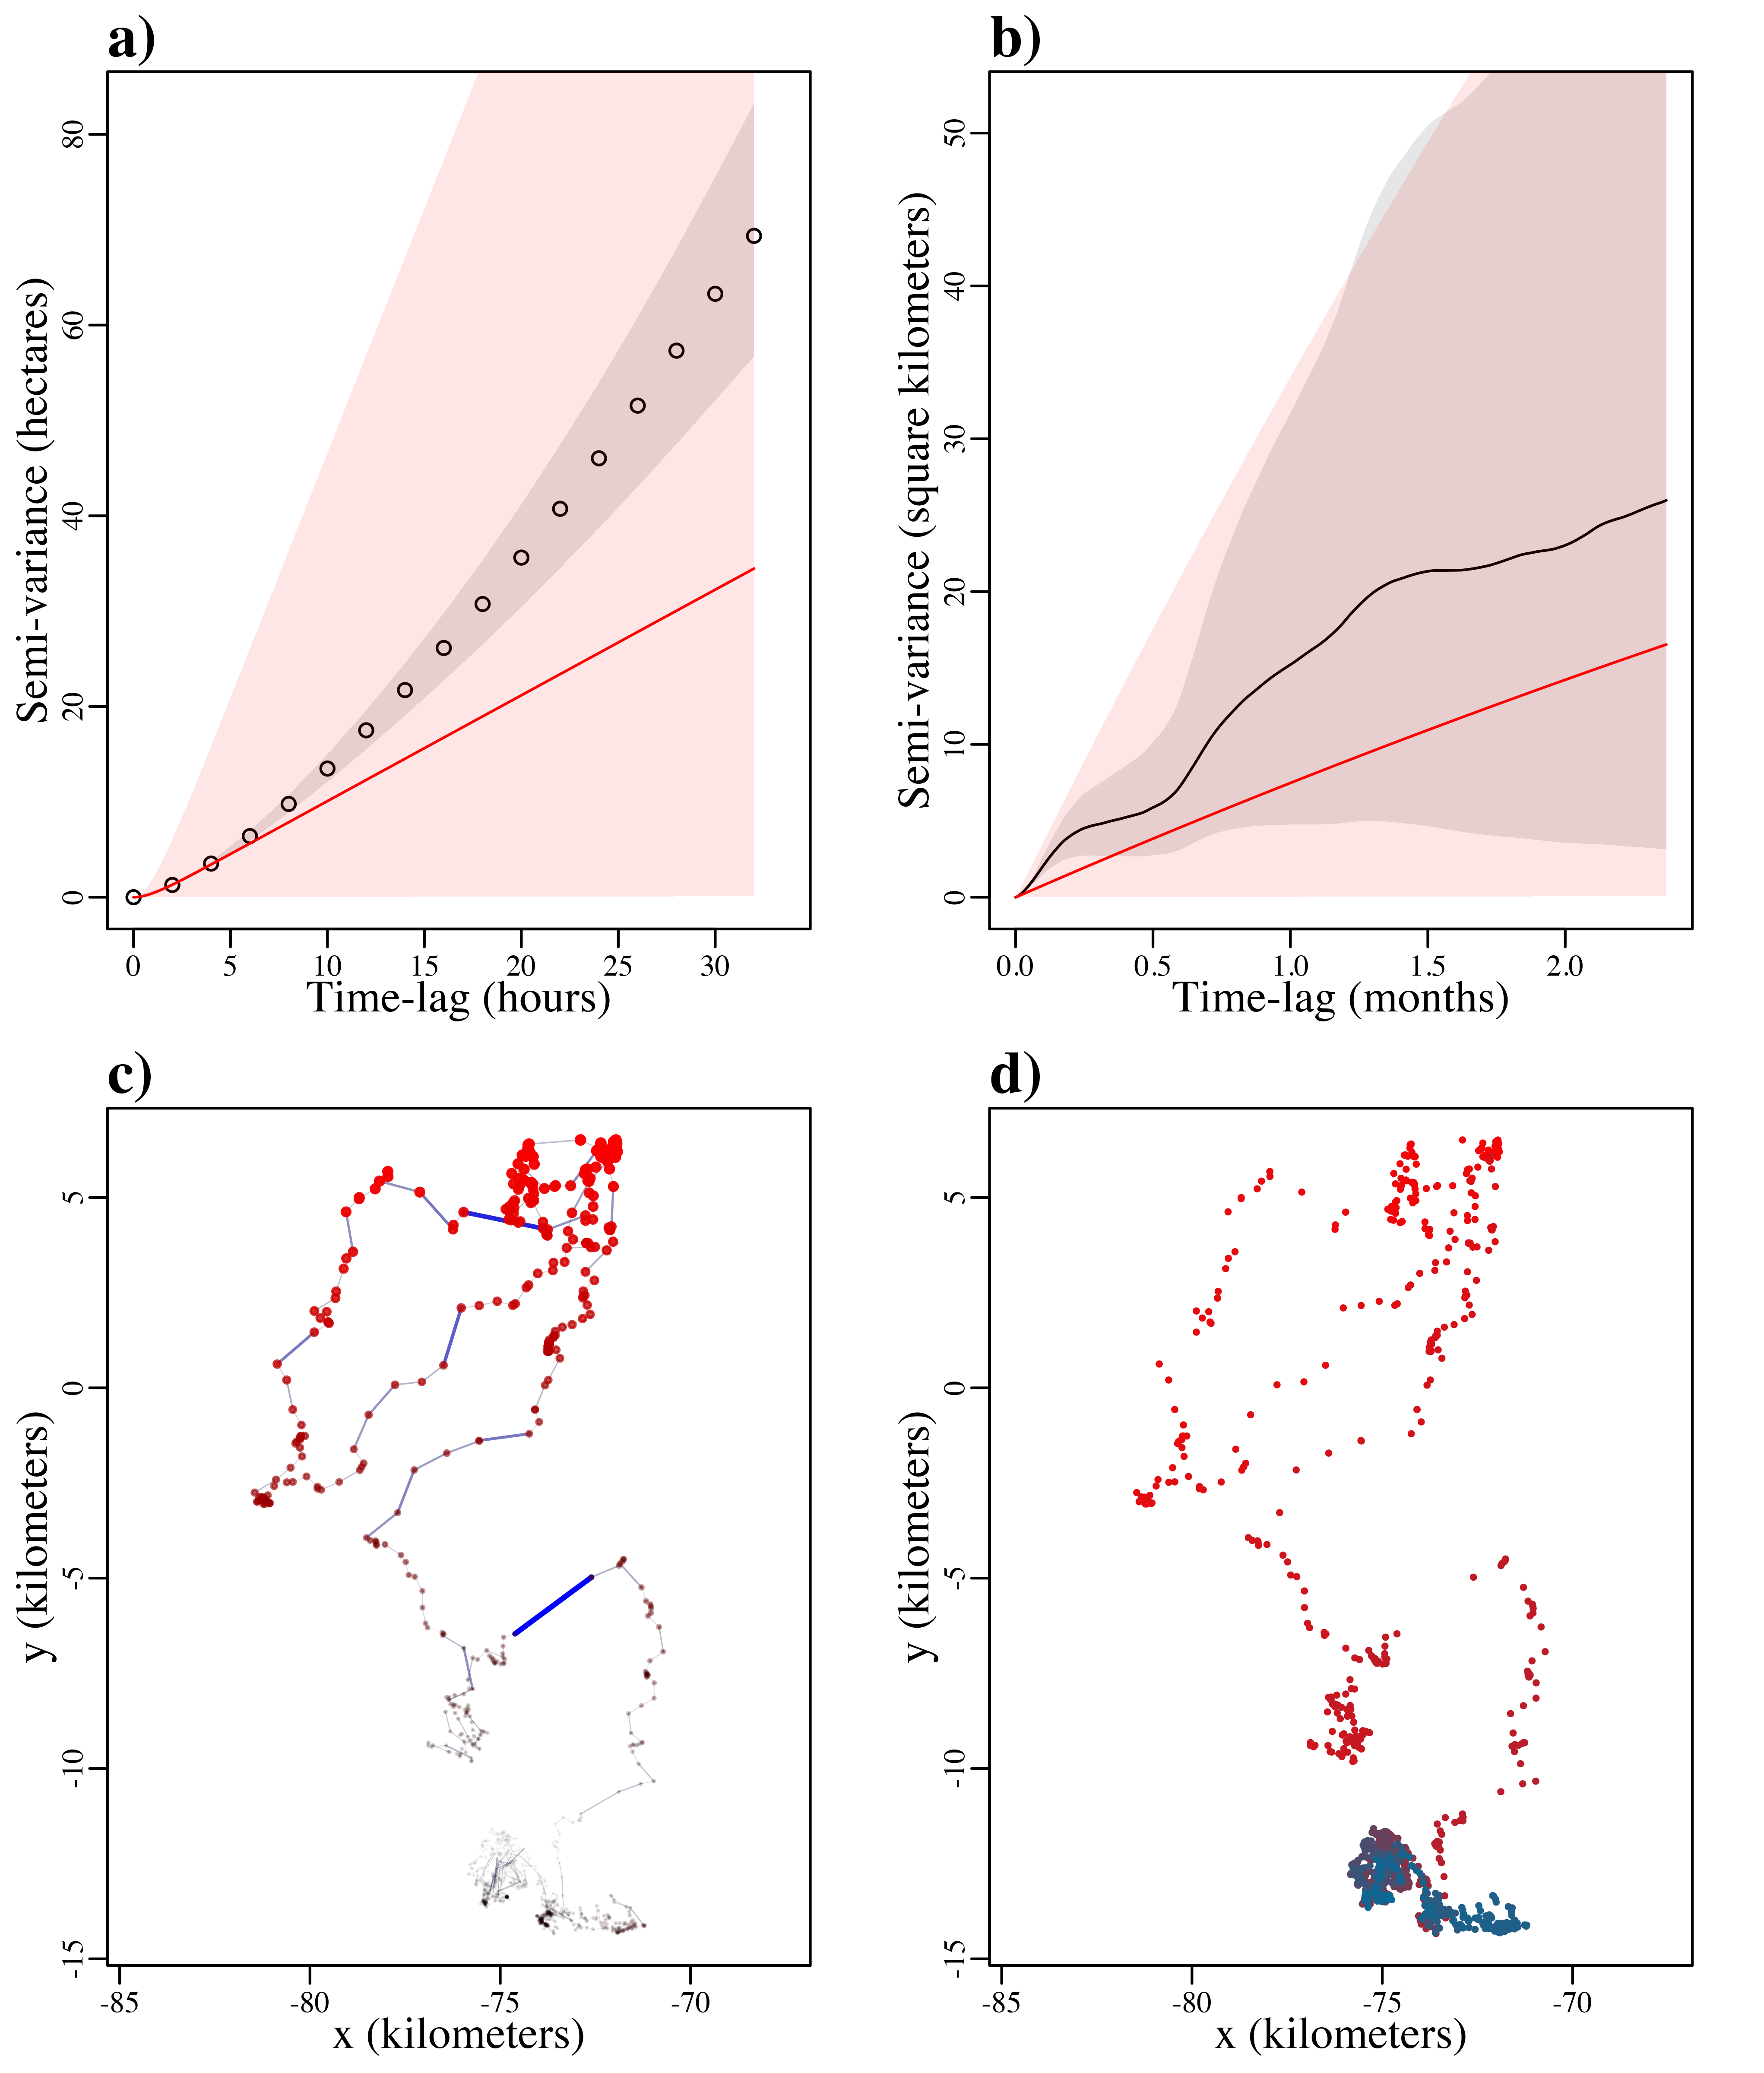 a)
Semi-variance (hectares)
80
60
40
20
0
0 5 10 15 20 25 30
Time-lag (hours)
b)
Semi-variance (square kilometers)
50
40
30
20
10
0
0.0 0.5 1.0 1.5 2.0
Time-lag (months)
c)
y (kilometers)
5
0
-5
-10
-15
-85 -80 -75 -70
x (kilometers)
d)
y (kilometers)
5
0
-5
-10
-15
-85 -80 -75 -70
x (kilometers)